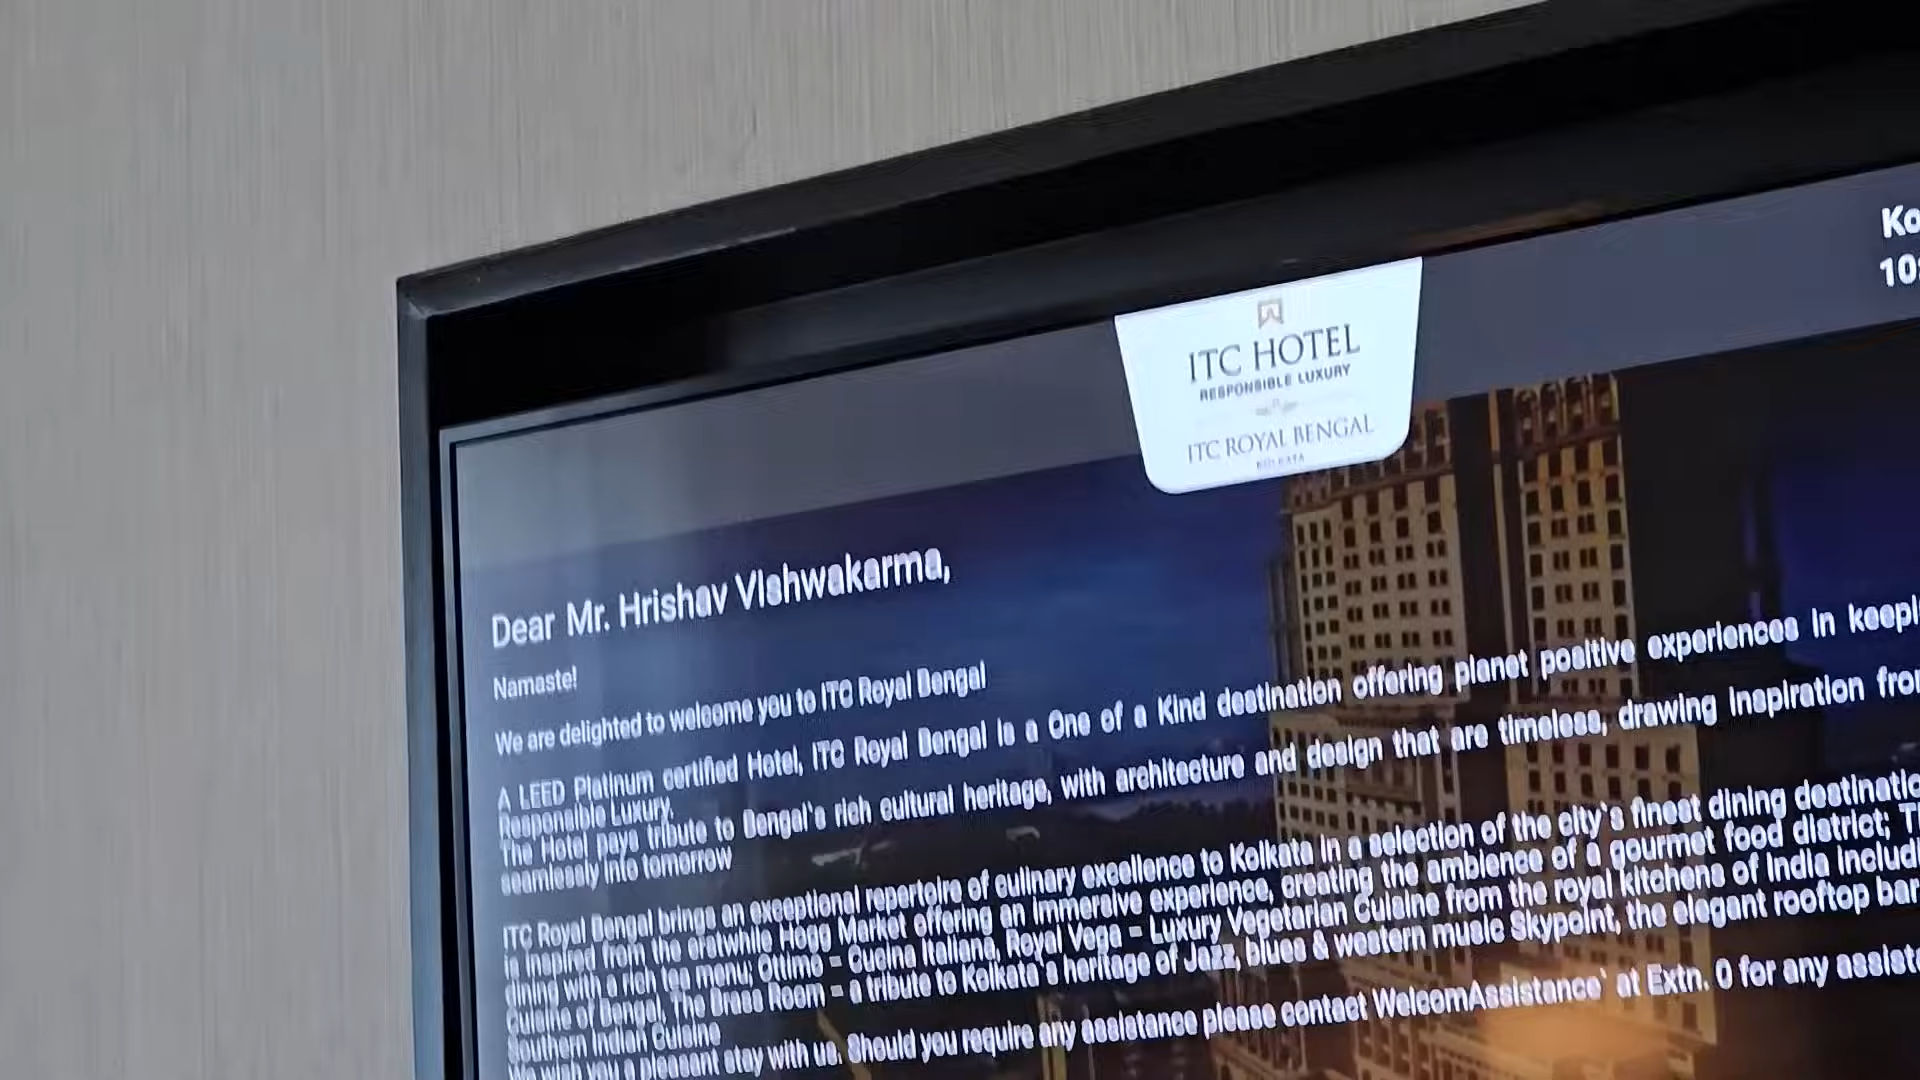 Ko
10:
ITC HOTEL
RESPONSIBLE LUXURY
ITC ROYAL BENGAL
KOLKATA
Dear Mr. Hrishav Vishwakarma,
Namaste!
We are delighted to welcome you to ITC Royal Bengal
A LEED Platinum certified Hotel, ITC Royal Bengal is a One of a Kind destination offering planet positive experiences in keepi
Responsible Luxury.
The Hotel pays tribute to Bengal`s rich cultural heritage, with architecture and design that are timeless, drawing inspiration fro
seamlessly into tomorrow
ITC Royal Bengal brings an exceptional repertoire of culinary excellence to Kolkata in a selection of the city`s finest dining destinatio
is inspired from the erstwhile Hogg Market offering an immersive experience, creating the ambience of a gourmet food district; T
dining with a rich tea menu; Ottimo - Cucina Italiana, Royal Vega - Luxury Vegetarian Cuisine from the royal kitchens of India includi
Cuisine of Bengal, The Brass Room - a tribute to Kolkata`s heritage of Jazz, blues & western music Skypoint, the elegant rooftop bar
Southern Indian Cuisine
We wish you a pleasant stay with us. Should you require any assistance please contact WelcomAssistance` at Extn. 0 for any assista